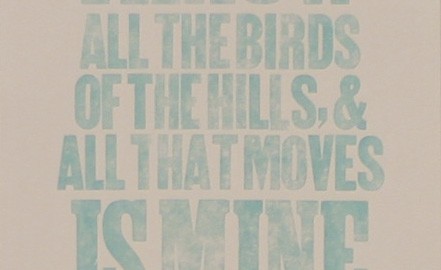 ALL THE BIRDS
OF THE HILLS, &
ALL THAT MOVES
IS MINE